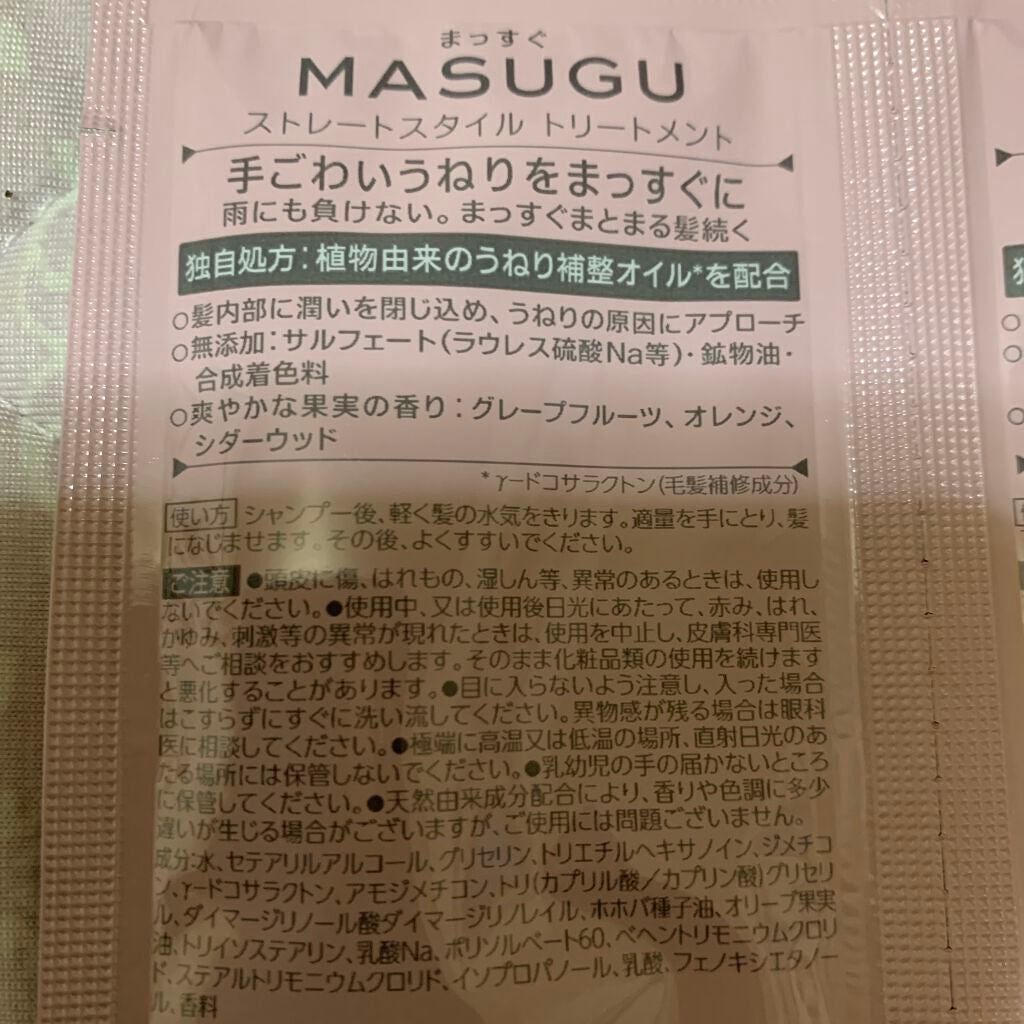 まっすぐ
MASUGU
ストレートスタイル トリートメント
手ごわいうねりをまっすぐに
雨にも負けない。まっすぐまとまる髪続く
独自処方：植物由来のうねり補整オイル*を配合
○髪内部に潤いを閉じ込め、うねりの原因にアプローチ
○無添加：サルフェート（ラウレス硫酸Na等）・鉱物油・
合成着色料
○爽やかな果実の香り：グレープフルーツ、オレンジ、
シダーウッド
*γードコサラクトン(毛髪補修成分)
使い方 シャンプー後、軽く髪の水気をきります。適量を手にとり、髪
になじませます。その後、よくすすいでください。
ご注意 ●頭皮に傷、はれもの、湿しん等、異常のあるときは、使用し
ないでください。●使用中、又は使用後日光にあたって、赤み、はれ、
かゆみ、刺激等の異常が現れたときは、使用を中止し、皮膚科専門医
等へご相談をおすすめします。そのまま化粧品類の使用を続けます
と悪化することがあります。●目に入らないよう注意し、入った場合
はこすらずにすぐに洗い流してください。異物感が残る場合は眼科
医に相談してください。●極端に高温又は低温の場所、直射日光のあ
たる場所には保管しないでください。●乳幼児の手の届かないところ
に保管してください。●天然由来成分配合により、香りや色調に多少
違いが生じる場合がございますが、ご使用には問題ございません。
成分:水、セテアリルアルコール、グリセリン、トリエチルヘキサノイン、ジメチコ
ン、γードコサラクトン、アモジメチコン、トリ(カプリル酸／カプリン酸)グリセリ
ル、ダイマージリノール酸ダイマージリノレイル、ホホバ種子油、オリーブ果実
油、トリイソステアリン、乳酸Na、ポリソルベート60、ベヘントリモニウムクロリ
ド、ステアルトリモニウムクロリド、イソプロパノール、乳酸、フェノキシエタノー
ル、香料